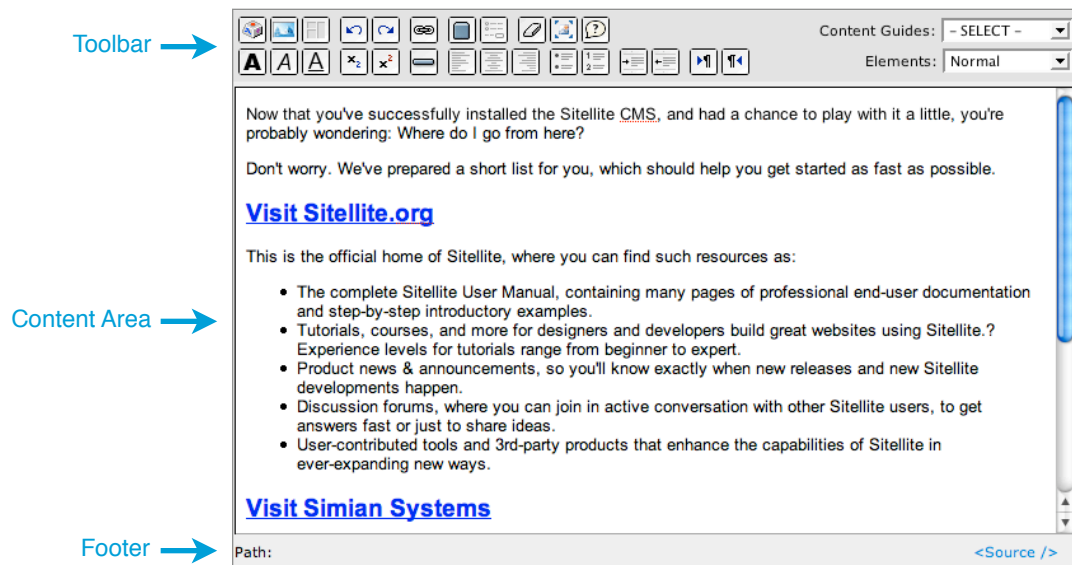 Toolbar
Content Guides: – SELECT –
A A A x2 x2 Elements: Normal
Now that you've successfully installed the Sitellite CMS, and had a chance to play with it a little, you're
probably wondering: Where do I go from here?
Don't worry. We've prepared a short list for you, which should help you get started as fast as possible.
Visit Sitellite.org
This is the official home of Sitellite, where you can find such resources as:
• The complete Sitellite User Manual, containing many pages of professional end-user documentation
and step-by-step introductory examples.
• Tutorials, courses, and more for designers and developers build great websites using Sitellite.?
Experience levels for tutorials range from beginner to expert.
• Product news & announcements, so you'll know exactly when new releases and new Sitellite
developments happen.
• Discussion forums, where you can join in active conversation with other Sitellite users, to get
answers fast or just to share ideas.
• User-contributed tools and 3rd-party products that enhance the capabilities of Sitellite in
ever-expanding new ways.
Content Area
Visit Simian Systems
Footer
Path: <Source />